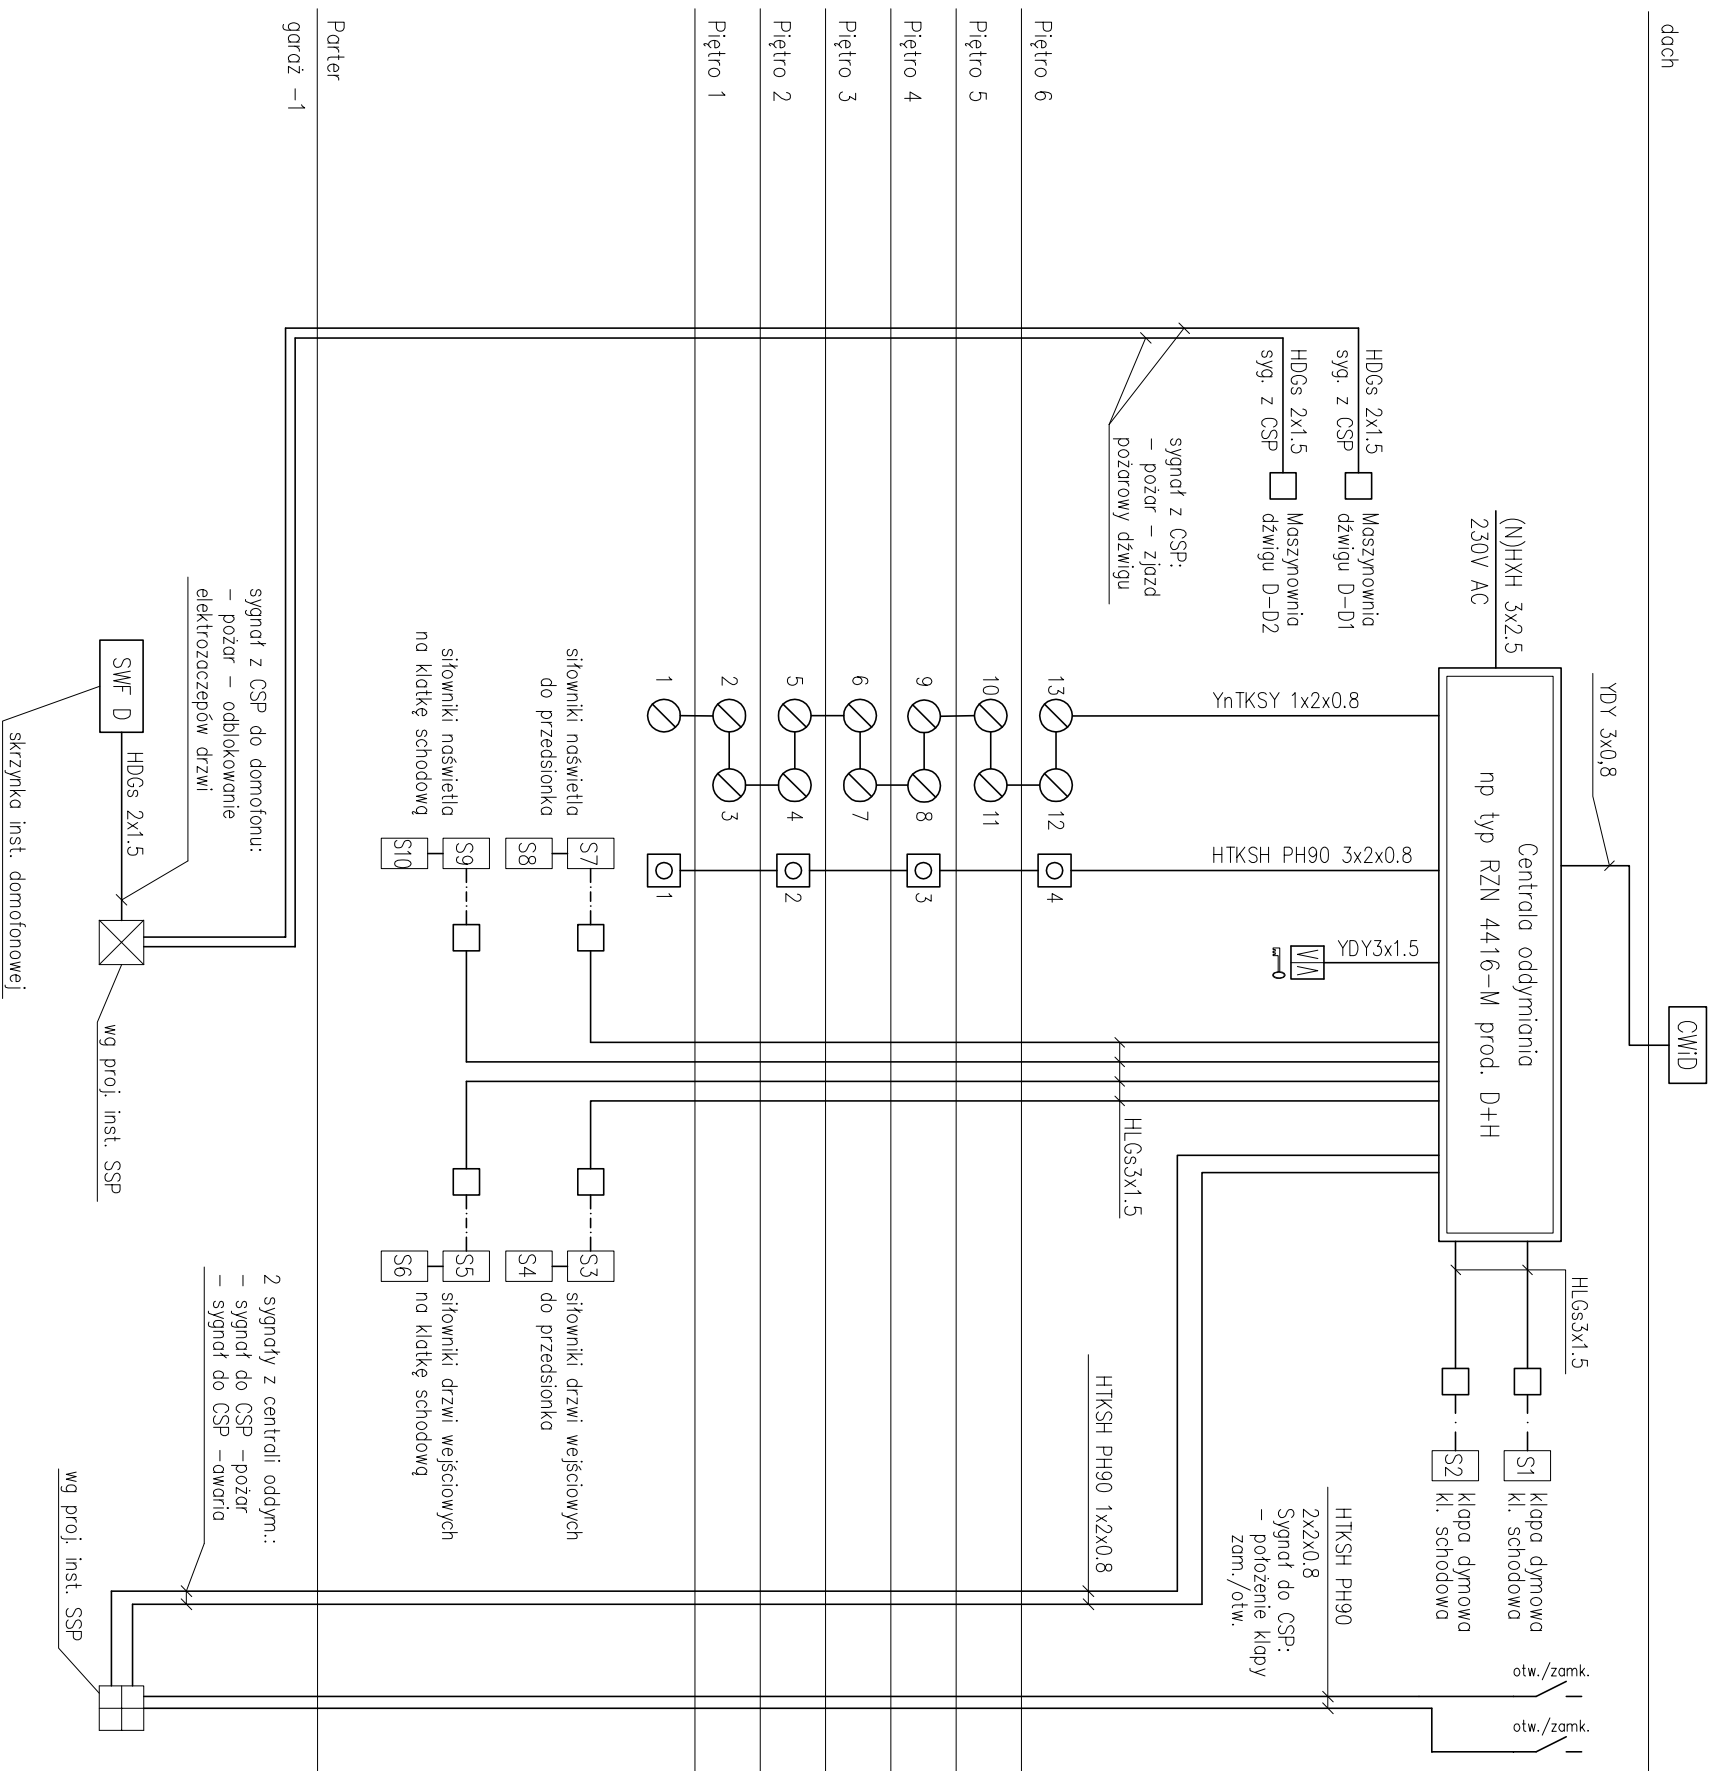 dach
CWiD
YDY 3x0,8
(N)HXH 3x2.5
230V AC
Centrala oddymiania
np typ RZN 4416-M prod. D+H
HLGs3x1.5
S1
klapa dymowa
kl. schodowa
S2
klapa dymowa
kl. schodowa
otw./zamk.
otw./zamk.
HDGs 2x1.5
syg. z CSP
Maszynownia
dźwigu D-D1
HDGs 2x1.5
syg. z CSP
Maszynownia
dźwigu D-D2
sygnał z CSP:
- pożar - zjazd
pożarowy dźwigu
YnTKSY 1x2x0.8
HTKSH PH90 3x2x0.8
YDY3x1.5
HLGs3x1.5
HTKSH PH90 1x2x0.8
HTKSH PH90
2x2x0.8
Sygnał do CSP:
- położenie klapy
zam./otw.
Piętro 6
13
12
4
Piętro 5
10
11
Piętro 4
9
8
3
Piętro 3
6
7
Piętro 2
5
4
2
Piętro 1
2
3
1
1
siłowniki naświetla
do przedsionka
S7
S8
S3
S4
siłowniki drzwi wejściowych
do przedsionka
siłowniki naświetla
na klatkę schodową
S9
S10
S5
S6
siłowniki drzwi wejściowych
na klatkę schodową
Parter
garaż -1
sygnał z CSP do domofonu:
- pożar - odblokowanie
elektrozaczepów drzwi
2 sygnały z centrali oddym.:
- sygnał do CSP -pożar
- sygnał do CSP -awaria
SWF D
HDGs 2x1.5
wg proj. inst. SSP
wg proj. inst. SSP
skrzynka inst. domofonowej